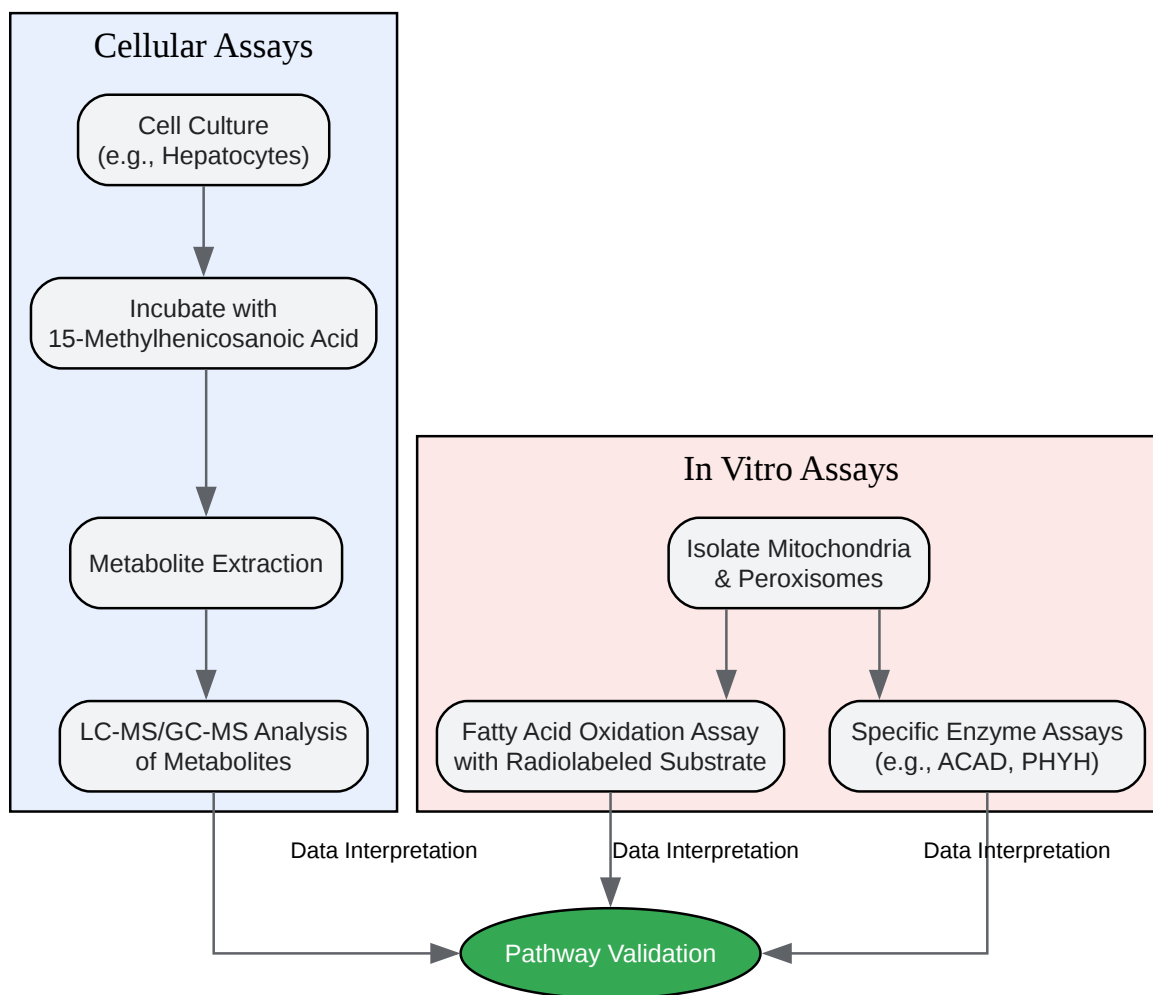 Cellular Assays
Cell Culture
(e.g., Hepatocytes)
Incubate with
15-Methylhenicosanoic Acid
Metabolite Extraction
LC-MS/GC-MS Analysis
of Metabolites
In Vitro Assays
Isolate Mitochondria
& Peroxisomes
Fatty Acid Oxidation Assay
with Radiolabeled Substrate
Specific Enzyme Assays
(e.g., ACAD, PHYH)
Data Interpretation
Data Interpretation
Data Interpretation
Pathway Validation